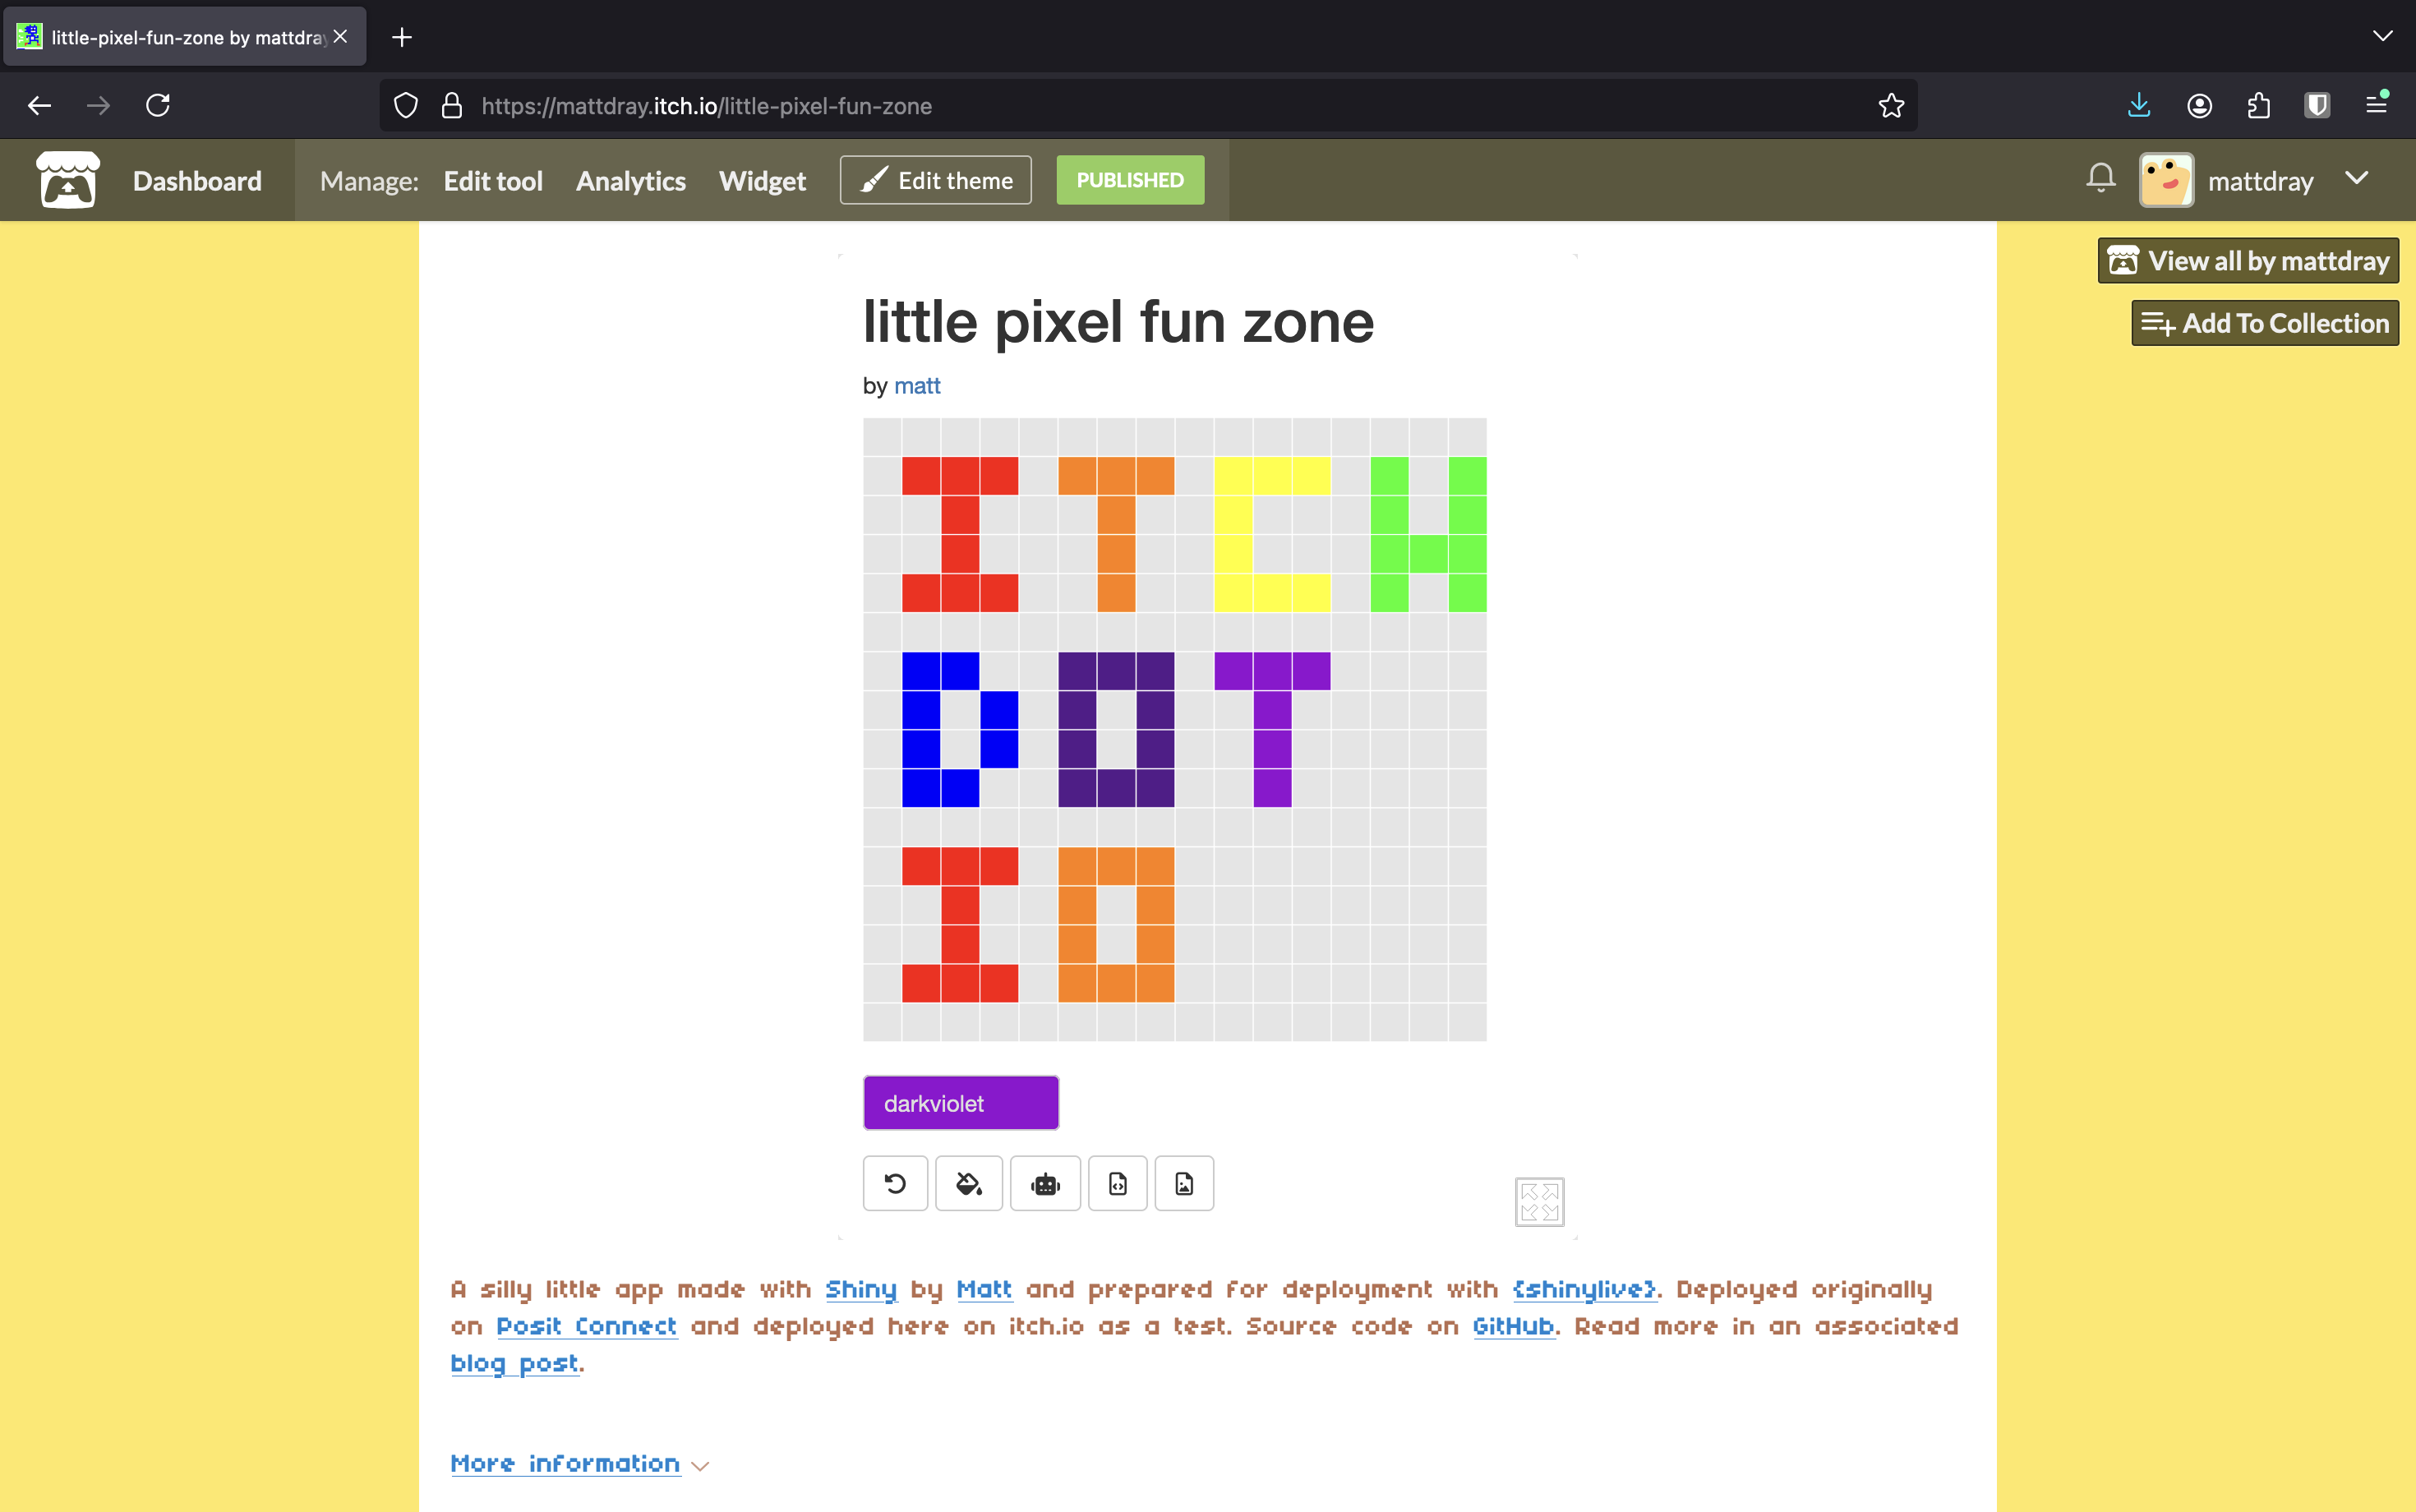 little-pixel-fun-zone by mattdray
https://mattdray.itch.io/little-pixel-fun-zone
Dashboard Manage: Edit tool Analytics Widget Edit theme PUBLISHED mattdray
View all by mattdray
Add To Collection
little pixel fun zone
by matt
ITCH
DOT
IO
darkviolet
A silly little app made with Shiny by Matt and prepared for deployment with {shinylive}. Deployed originally
on Posit Connect and deployed here on itch.io as a test. Source code on GitHub. Read more in an associated
blog post.
More information